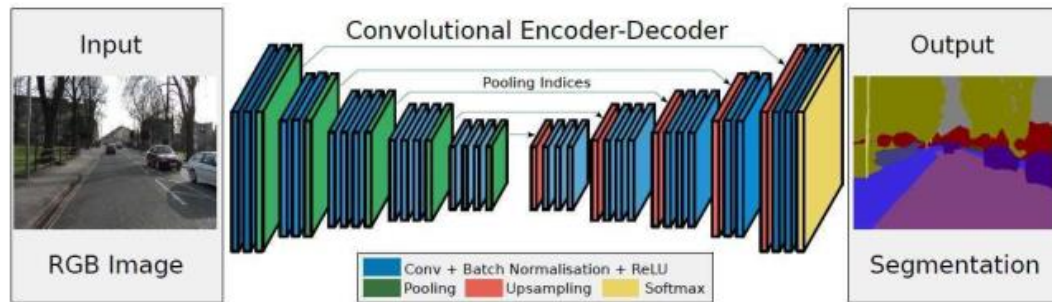 Input
RGB Image
Convolutional Encoder-Decoder
Pooling Indices
Conv + Batch Normalisation + ReLU
Pooling Upsampling Softmax
Output
Segmentation